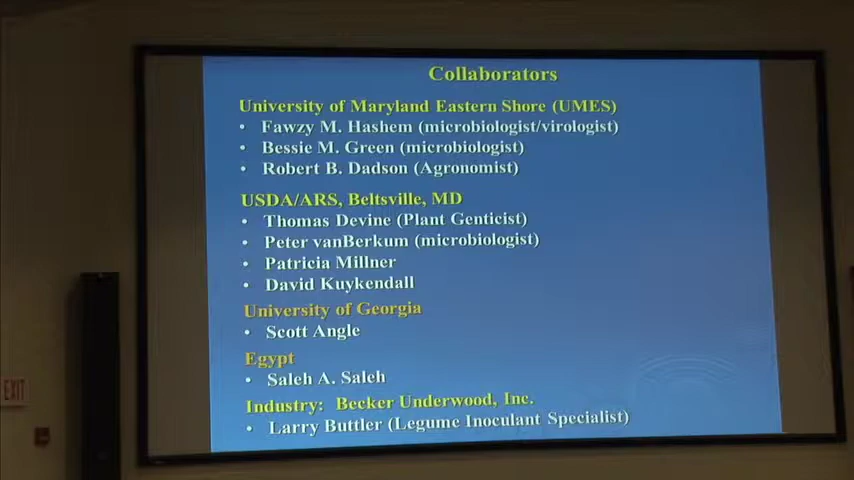 Collaborators
University of Maryland Eastern Shore (UMES)
• Fawzy M. Hashem (microbiologist/virologist)
• Bessie M. Green (microbiologist)
• Robert B. Dadson (Agronomist)
USDA/ARS, Beltsville, MD
• Thomas Devine (Plant Genticist)
• Peter vanBerkum (microbiologist)
• Patricia Millner
• David Kuykendall
University of Georgia
• Scott Angle
Egypt
• Saleh A. Saleh
Industry: Becker Underwood, Inc.
• Larry Buttler (Legume Inoculant Specialist)
EXIT